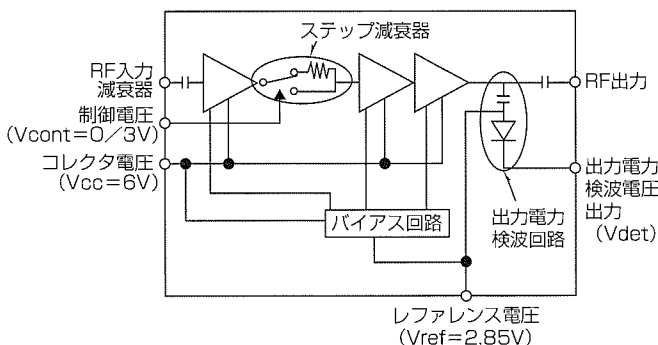 ステップ減衰器
RF入力
減衰器
制御電圧
(Vcont=0/3V)
コレクタ電圧
(Vcc=6V)
RF出力
出力電力
検波電圧
出力
(Vdet)
出力電力
検波回路
バイアス回路
レファレンス電圧
(Vref=2.85V)